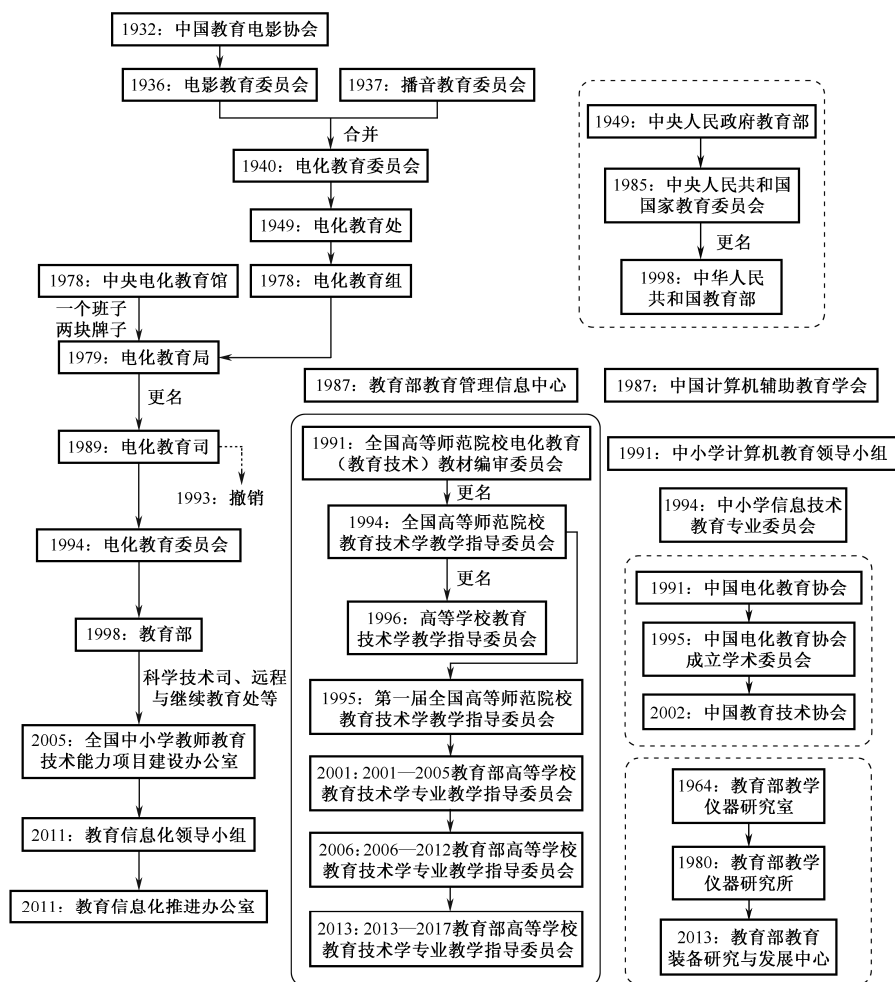 1932：中国教育电影协会
1936：电影教育委员会
1937：播音教育委员会
合并
1940：电化教育委员会
1949：电化教育处
1978：中央电化教育馆
1978：电化教育组
一个班子
两块牌子
1979：电化教育局
更名
1989：电化教育司
1993：撤销
1994：电化教育委员会
1998：教育部
科学技术司、远程
与继续教育处等
2005：全国中小学教师教育
技术能力项目建设办公室
2011：教育信息化领导小组
2011：教育信息化推进办公室
1949：中央人民政府教育部
1985：中央人民共和国
国家教育委员会
更名
1998：中华人民
共和国教育部
1987：教育部教育管理信息中心
1987：中国计算机辅助教育学会
1991：全国高等师范院校电化教育
（教育技术）教材编审委员会
更名
1994：全国高等师范院校
教育技术学教学指导委员会
更名
1996：高等学校教育
技术学教学指导委员会
1995：第一届全国高等师范院校
教育技术学教学指导委员会
2001：2001—2005教育部高等学校
教育技术学专业教学指导委员会
2006：2006—2012教育部高等学校
教育技术学专业教学指导委员会
2013：2013—2017教育部高等学校
教育技术学专业教学指导委员会
1991：中小学计算机教育领导小组
1994：中小学信息技术
教育专业委员会
1991：中国电化教育协会
1995：中国电化教育协会
成立学术委员会
2002：中国教育技术协会
1964：教育部教学
仪器研究室
1980：教育部教学
仪器研究所
2013：教育部教育
装备研究与发展中心